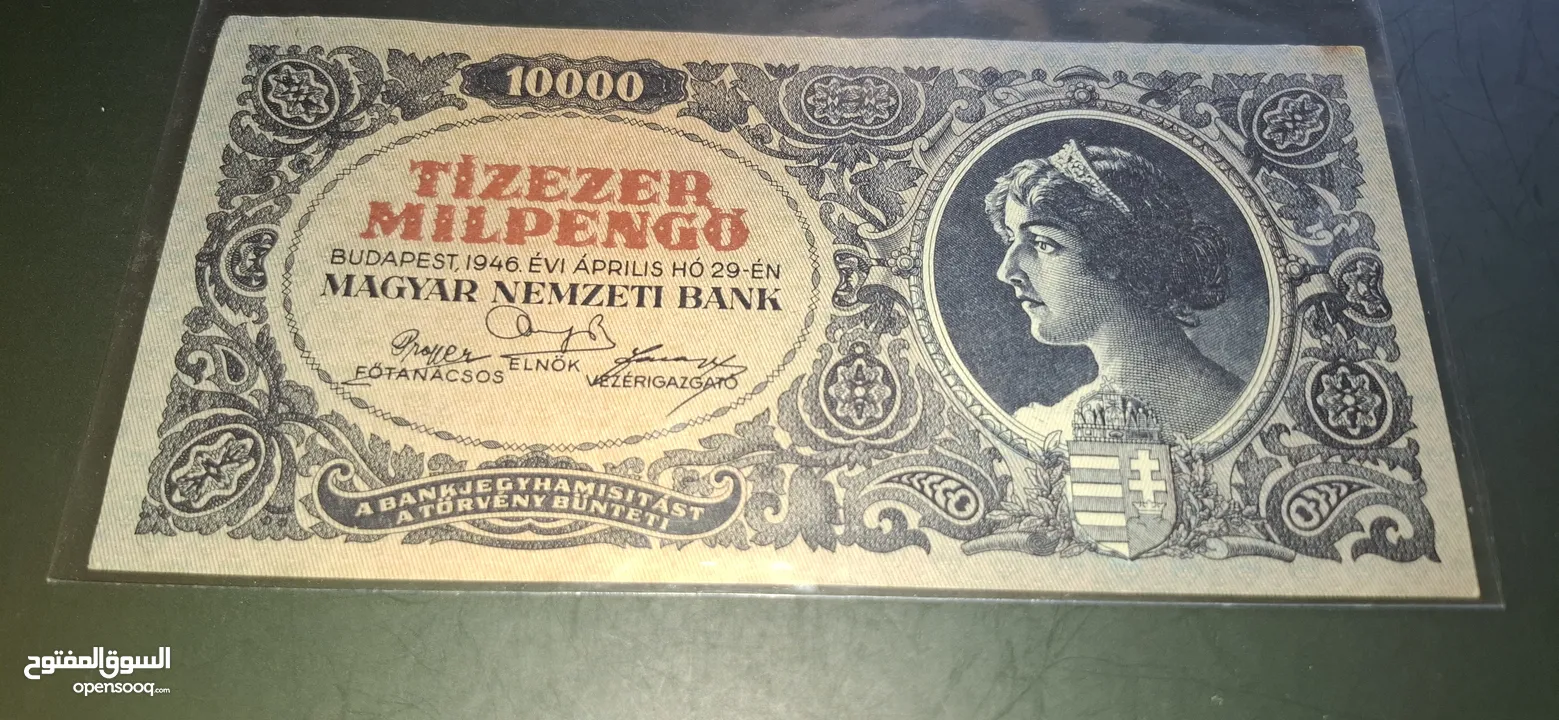 10000
TÍZEZER
MILPENGŐ
BUDAPEST, 1946. ÉVI ÁPRILIS HÓ 29-ÉN
MAGYAR NEMZETI BANK
FŐTANÁCSOS
ELNÖK
VEZÉRIGAZGATÓ
A BANKJEGYHAMISITÁST
A TÖRVÉNY BÜNTETI
السوق المفتوح
opensooq.com